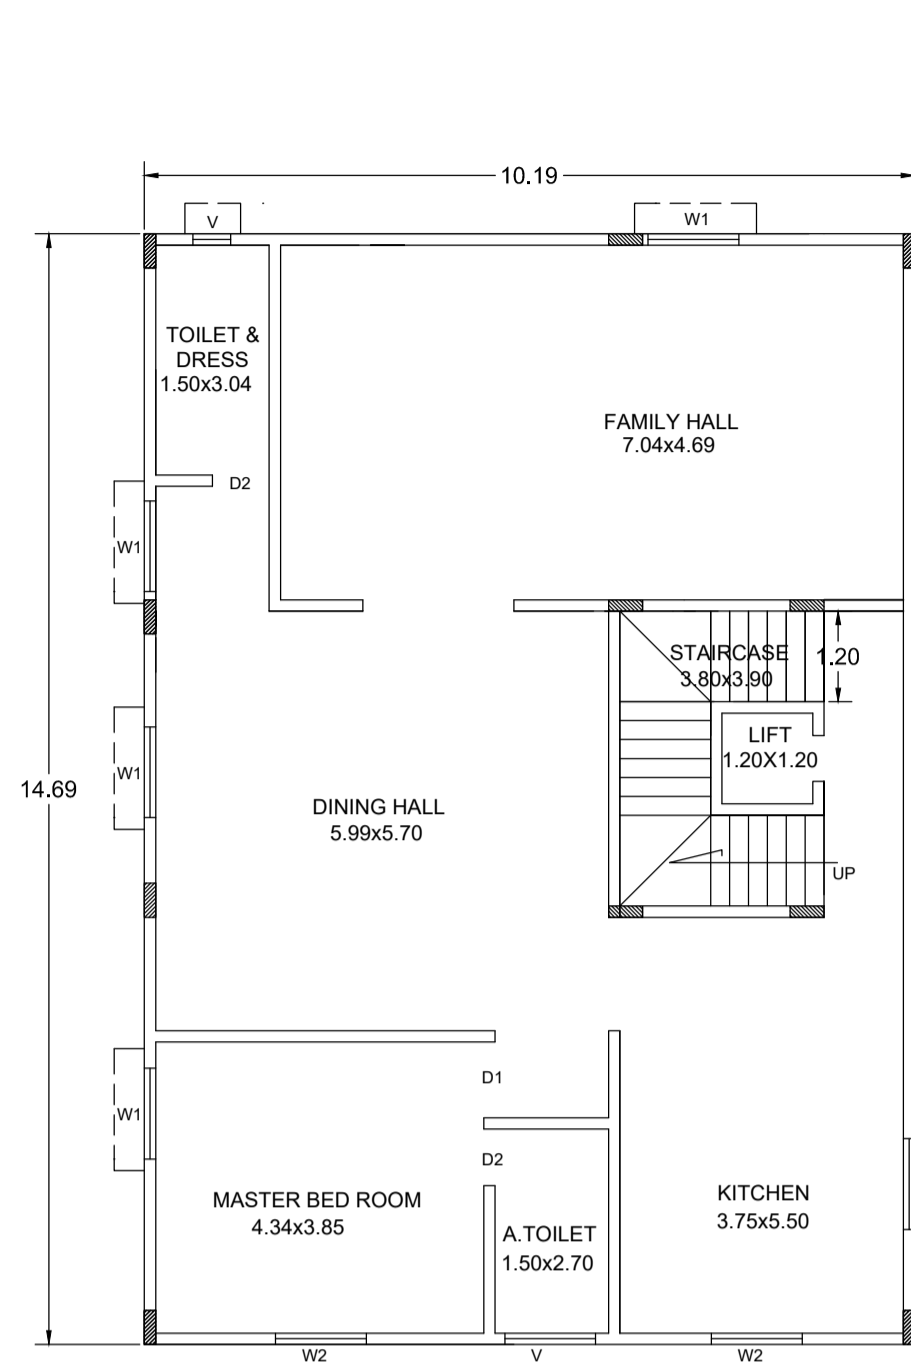 10.19
V
W1
TOILET &
DRESS
1.50x3.04
FAMILY HALL
7.04x4.69
D2
W1
STAIRCASE
3.80x3.90
1.20
LIFT
1.20X1.20
W1
14.69
DINING HALL
5.99x5.70
UP
D1
W1
D2
MASTER BED ROOM
4.34x3.85
KITCHEN
3.75x5.50
A.TOILET
1.50x2.70
W2
V
W2